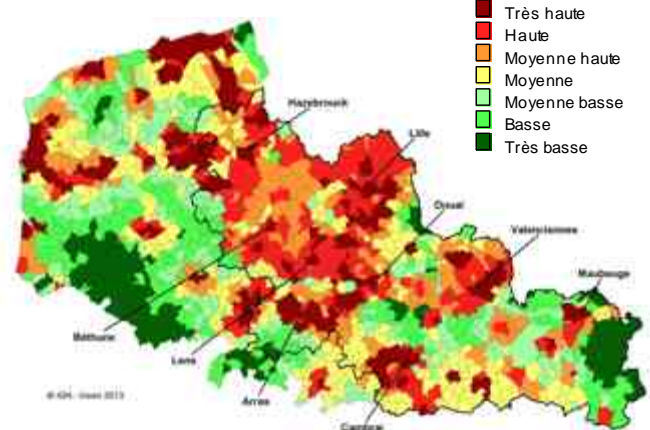 Très haute
Haute
Moyenne haute
Moyenne
Moyenne basse
Basse
Très basse
Hazebrouck
Lille
Douai
Valenciennes
Maubeuge
Béthune
Lens
Arras
Cambrai